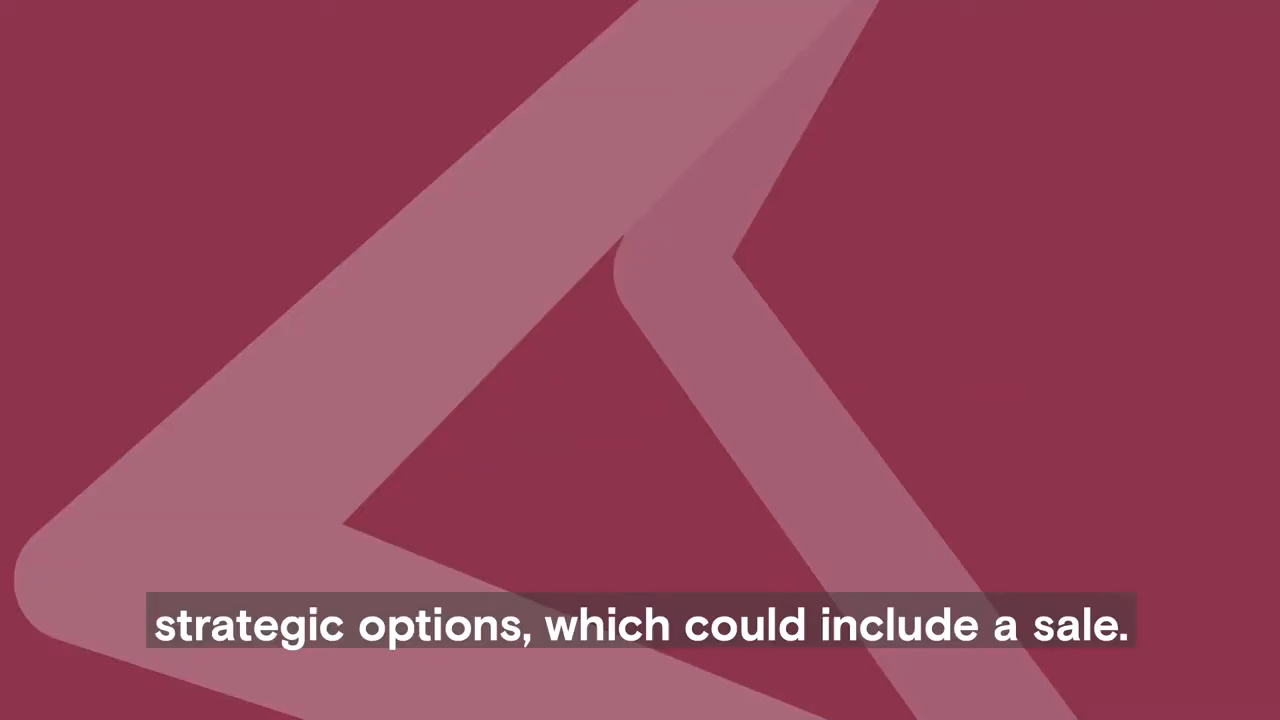 strategic options, which could include a sale.